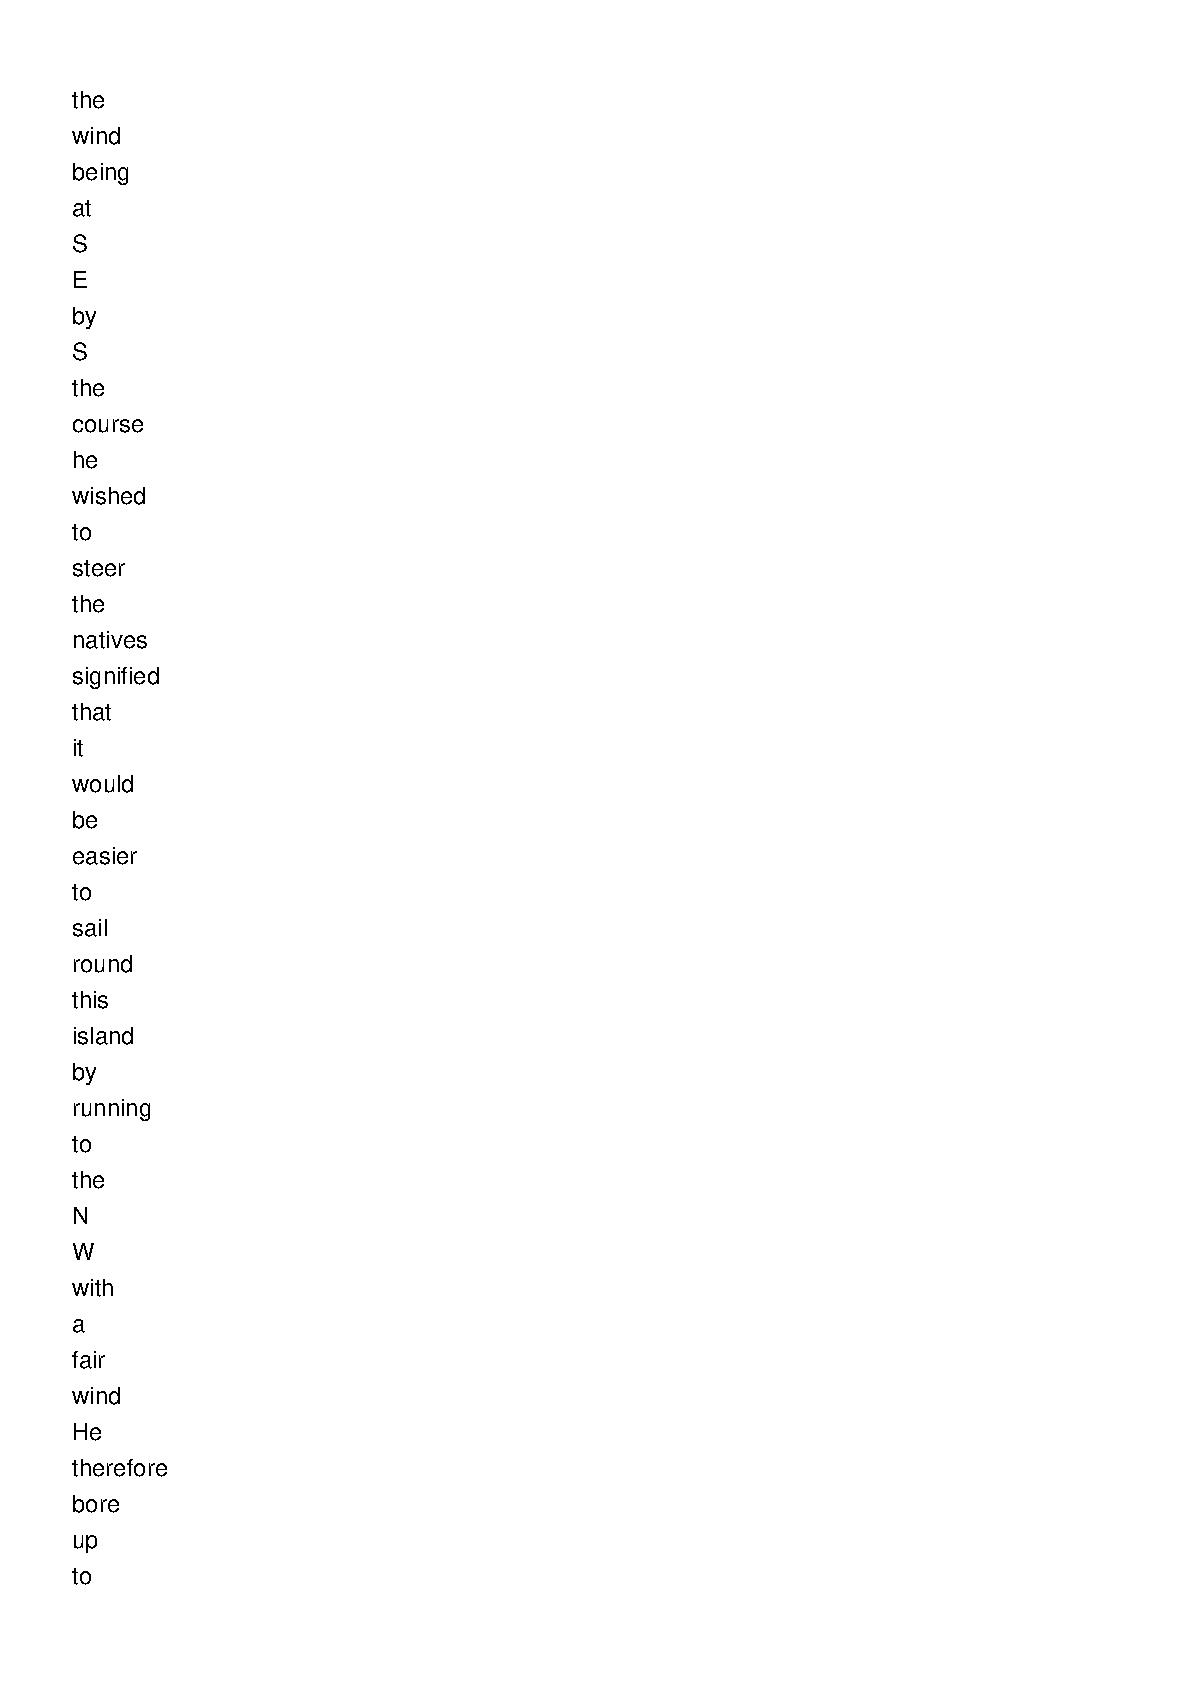 the
wind
being
at
S
E
by
S
the
course
he
wished
to
steer
the
natives
signified
that
it
would
be
easier
to
sail
round
this
island
by
running
to
the
N
W
with
a
fair
wind
He
therefore
bore
up
to